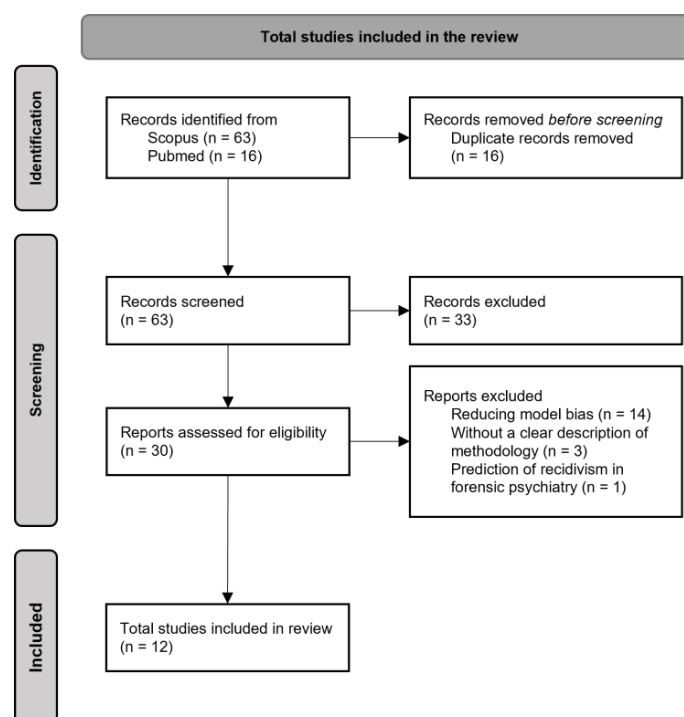 Total studies included in the review
Identification
Records identified from
Scopus (n = 63)
Pubmed (n = 16)
Records removed before screening
Duplicate records removed
(n = 16)
Screening
Records screened
(n = 63)
Records excluded
(n = 33)
Reports assessed for eligibility
(n = 30)
Reports excluded
Reducing model bias (n = 14)
Without a clear description of
methodology (n = 3)
Prediction of recidivism in
forensic psychiatry (n = 1)
Included
Total studies included in review
(n = 12)